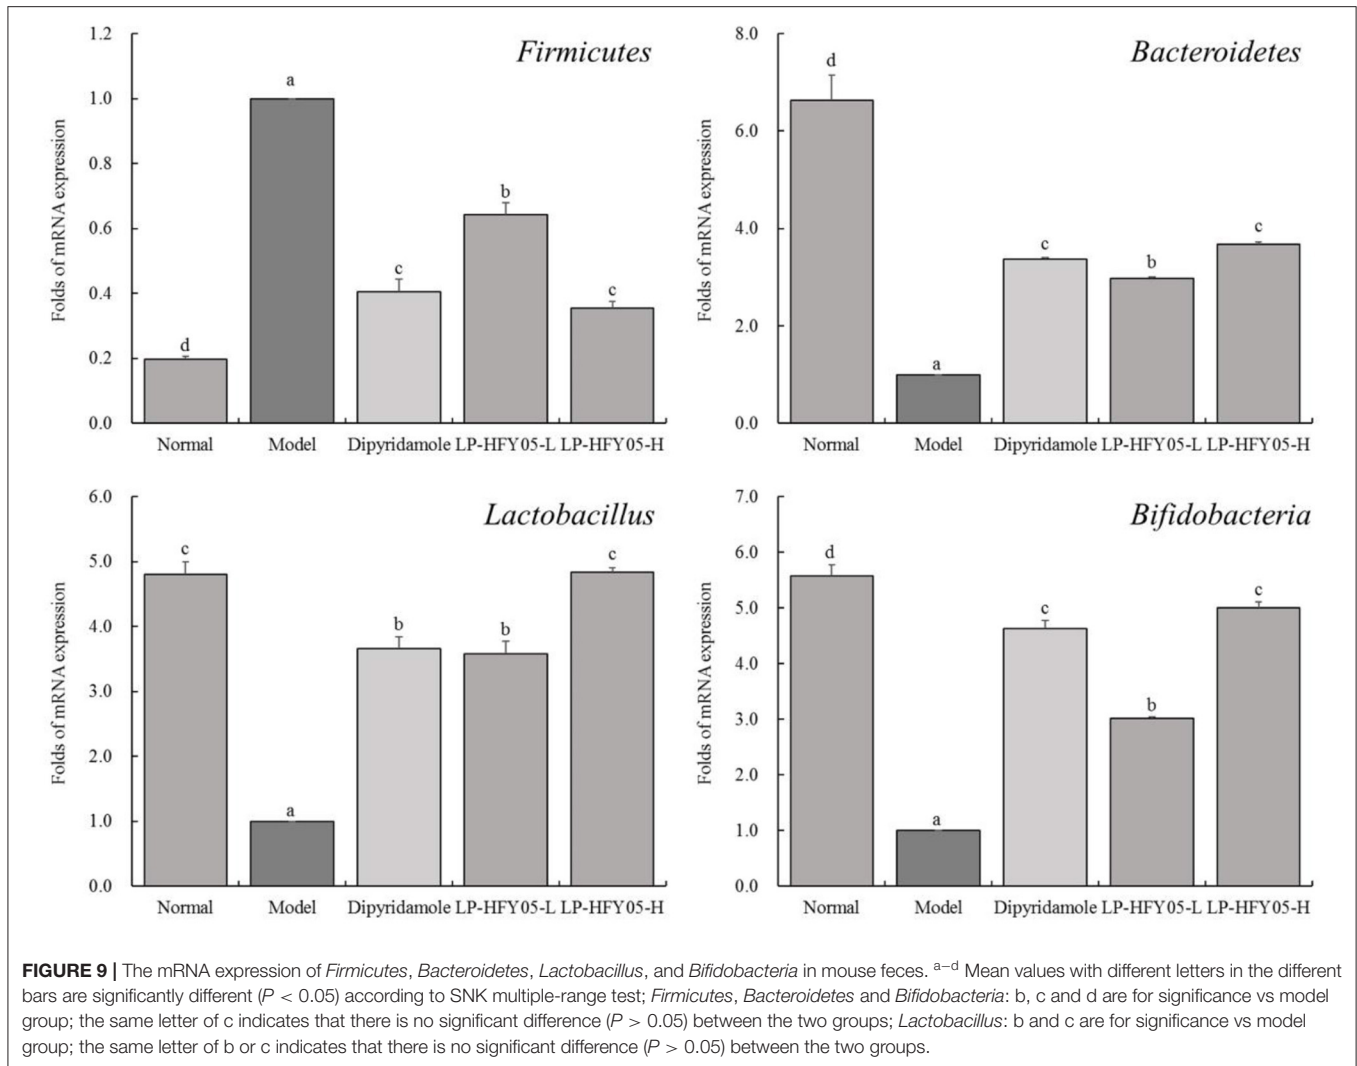 Firmicutes
Folds of mRNA expression
1.2
1.0
0.8
0.6
0.4
0.2
0.0
d
a
c
b
c
Normal Model Dipyridamole LP-HFY05-L LP-HFY05-H
Bacteroidetes
Folds of mRNA expression
8.0
6.0
4.0
2.0
0.0
d
a
c
b
c
Normal Model Dipyridamole LP-HFY05-L LP-HFY05-H
Lactobacillus
Folds of mRNA expression
6.0
5.0
4.0
3.0
2.0
1.0
0.0
c
a
b
b
c
Normal Model Dipyridamole LP-HFY05-L LP-HFY05-H
Bifidobacteria
Folds of mRNA expression
7.0
6.0
5.0
4.0
3.0
2.0
1.0
0.0
d
a
c
b
c
Normal Model Dipyridamole LP-HFY05-L LP-HFY05-H
FIGURE 9 | The mRNA expression of Firmicutes, Bacteroidetes, Lactobacillus, and Bifidobacteria in mouse feces. a–d Mean values with different letters in the different
bars are significantly different (P < 0.05) according to SNK multiple-range test; Firmicutes, Bacteroidetes and Bifidobacteria: b, c and d are for significance vs model
group; the same letter of c indicates that there is no significant difference (P > 0.05) between the two groups; Lactobacillus: b and c are for significance vs model
group; the same letter of b or c indicates that there is no significant difference (P > 0.05) between the two groups.